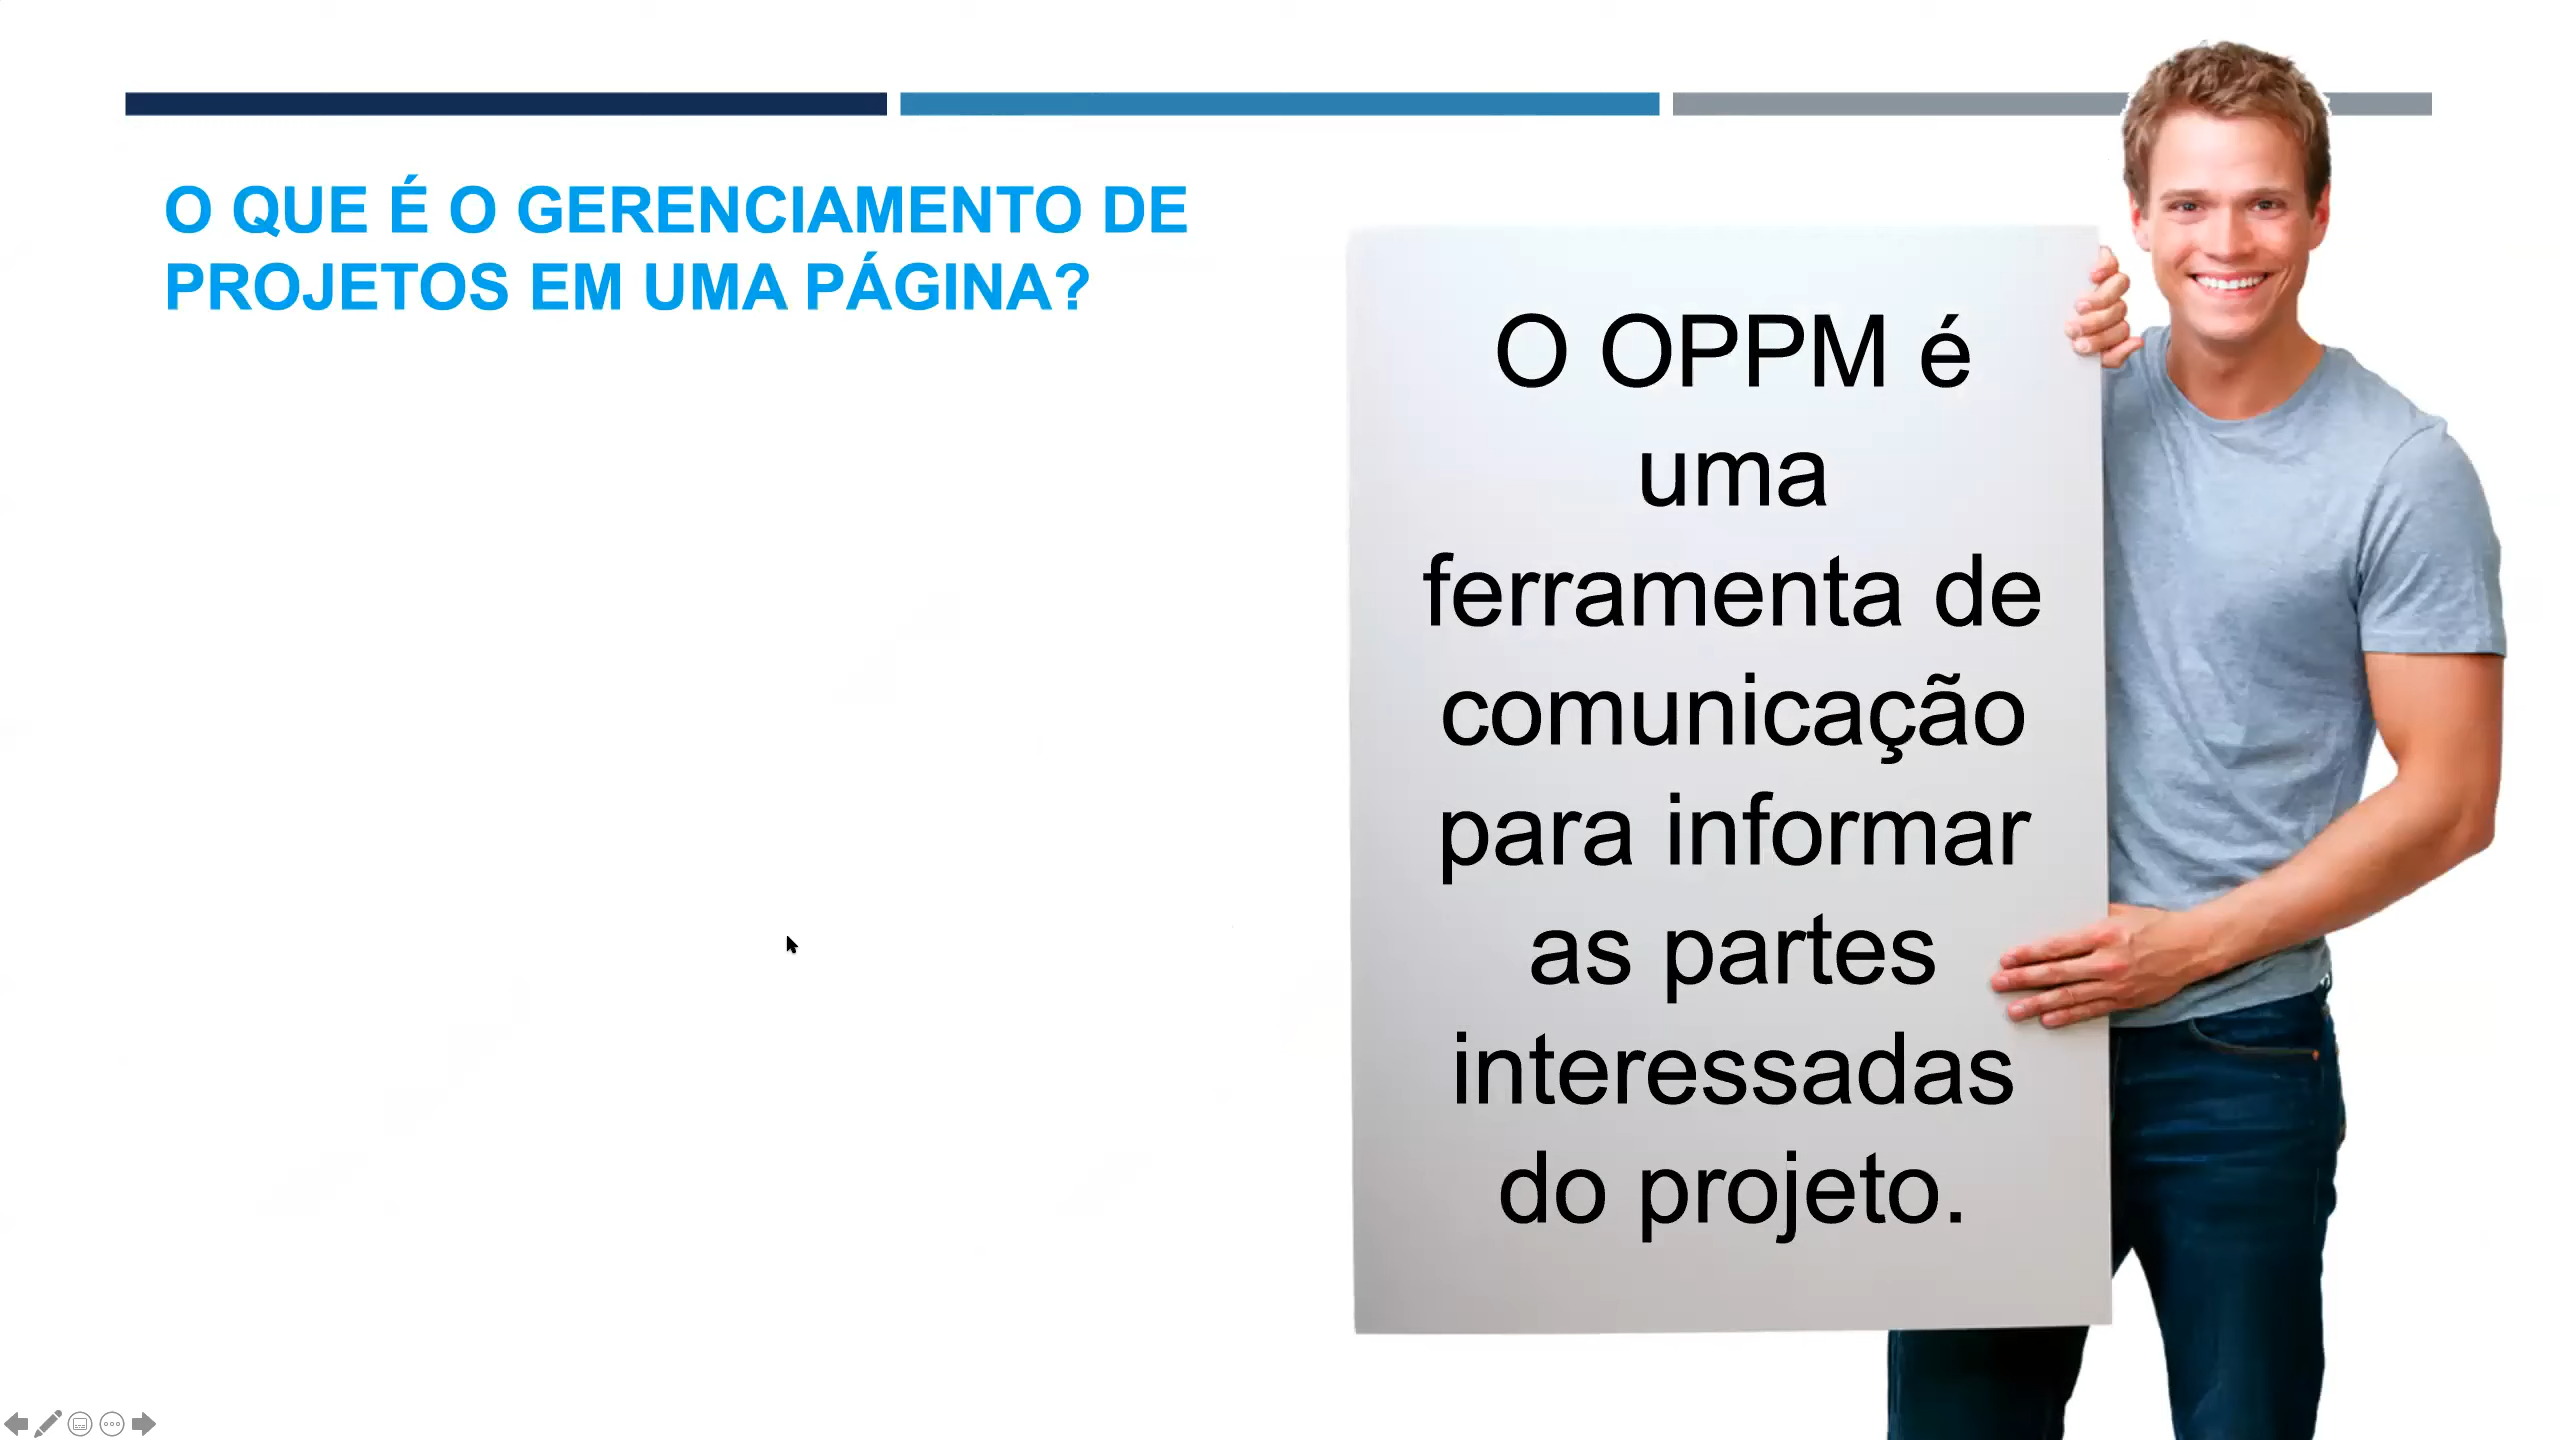 O QUE É O GERENCIAMENTO DE
PROJETOS EM UMA PÁGINA?
O OPPM é
uma
ferramenta de
comunicação
para informar
as partes
interessadas
do projeto.